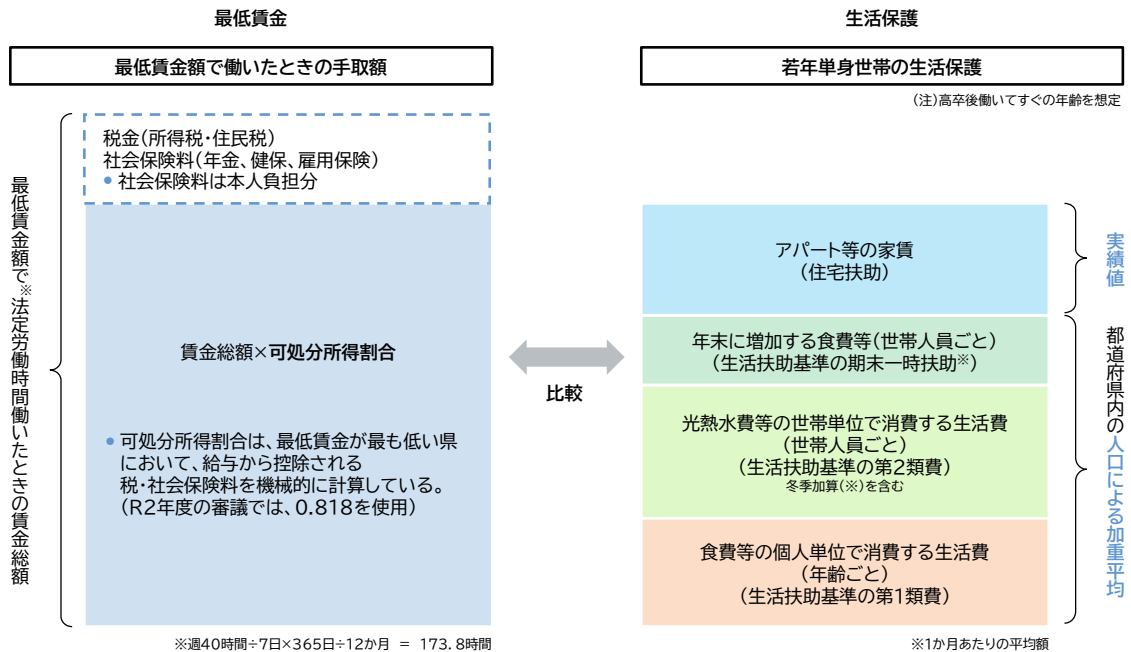 最低賃金
最低賃金額で働いたときの手取額
税金(所得税・住民税)
社会保険料(年金、健保、雇用保険)
● 社会保険料は本人負担分
最低賃金額で※法定労働時間働いたときの賃金総額
賃金総額×可処分所得割合
● 可処分所得割合は、最低賃金が最も低い県
において、給与から控除される
税・社会保険料を機械的に計算している。
(R2年度の審議では、0.818を使用)
※週40時間÷7日×365日÷12か月 = 173.8時間
比較
生活保護
若年単身世帯の生活保護
(注)高卒後働いてすぐの年齢を想定
アパート等の家賃
(住宅扶助)
実績値
年末に増加する食費等(世帯人員ごと)
(生活扶助基準の期末一時扶助※)
光熱水費等の世帯単位で消費する生活費
(世帯人員ごと)
(生活扶助基準の第2類費)
冬季加算(※)を含む
食費等の個人単位で消費する生活費
(年齢ごと)
(生活扶助基準の第1類費)
都道府県内の人口による加重平均
※1か月あたりの平均額